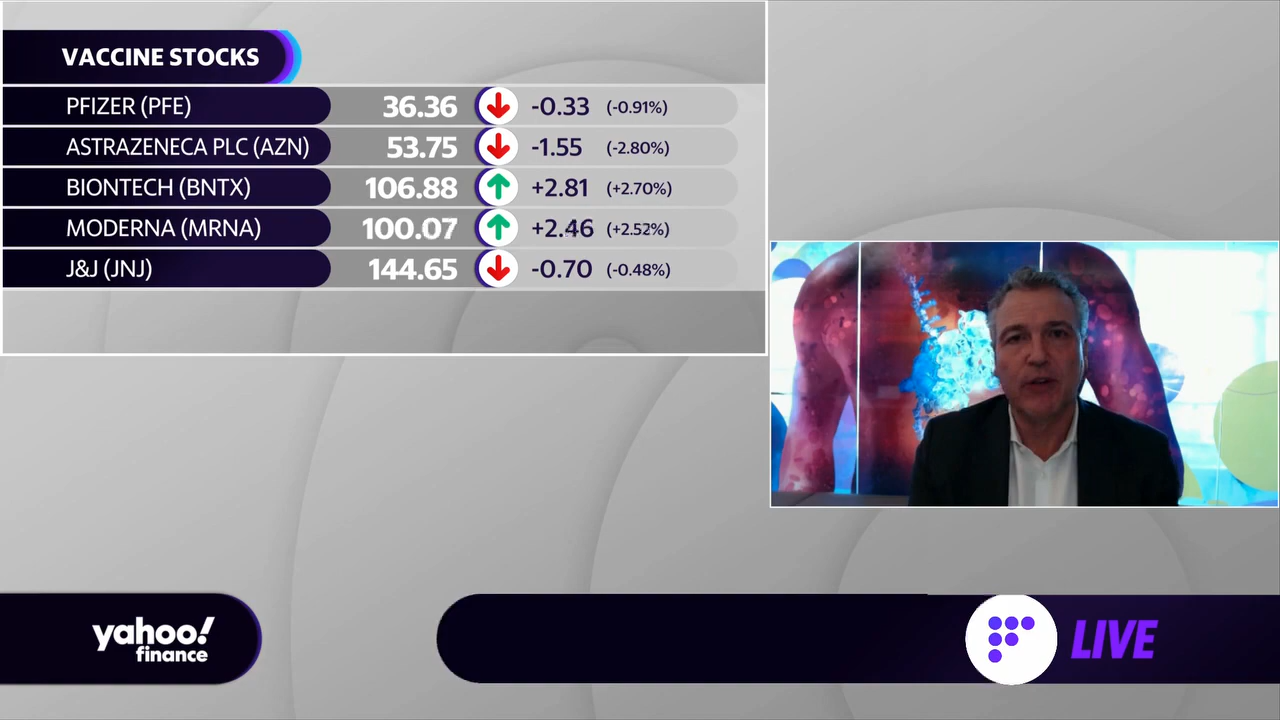 VACCINE STOCKS
PFIZER (PFE) 36.36 -0.33 (-0.91%)
ASTRAZENECA PLC (AZN) 53.75 -1.55 (-2.80%)
BIONTECH (BNTX) 106.88 +2.81 (+2.70%)
MODERNA (MRNA) 100.07 +2.46 (+2.52%)
J&J (JNJ) 144.65 -0.70 (-0.48%)
yahoo!
finance
LIVE